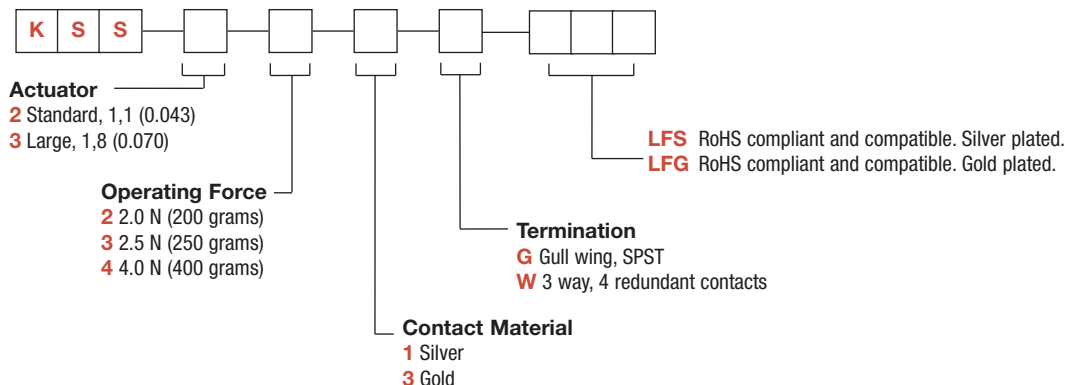 K S S
Actuator
2 Standard, 1,1 (0.043)
3 Large, 1,8 (0.070)
LFS RoHS compliant and compatible. Silver plated.
LFG RoHS compliant and compatible. Gold plated.
Operating Force
2 2.0 N (200 grams)
3 2.5 N (250 grams)
4 4.0 N (400 grams)
Termination
G Gull wing, SPST
W 3 way, 4 redundant contacts
Contact Material
1 Silver
3 Gold